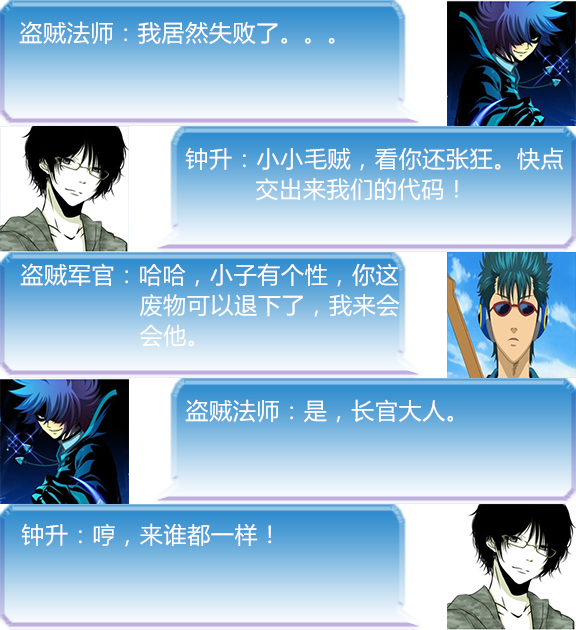 盗贼法师：我居然失败了。。。
钟升：小小毛贼，看你还张狂。快点
交出来我们的代码！
盗贼军官：哈哈，小子有个性，你这
废物可以退下了，我来会
会他。
盗贼法师：是，长官大人。
钟升：哼，来谁都一样！